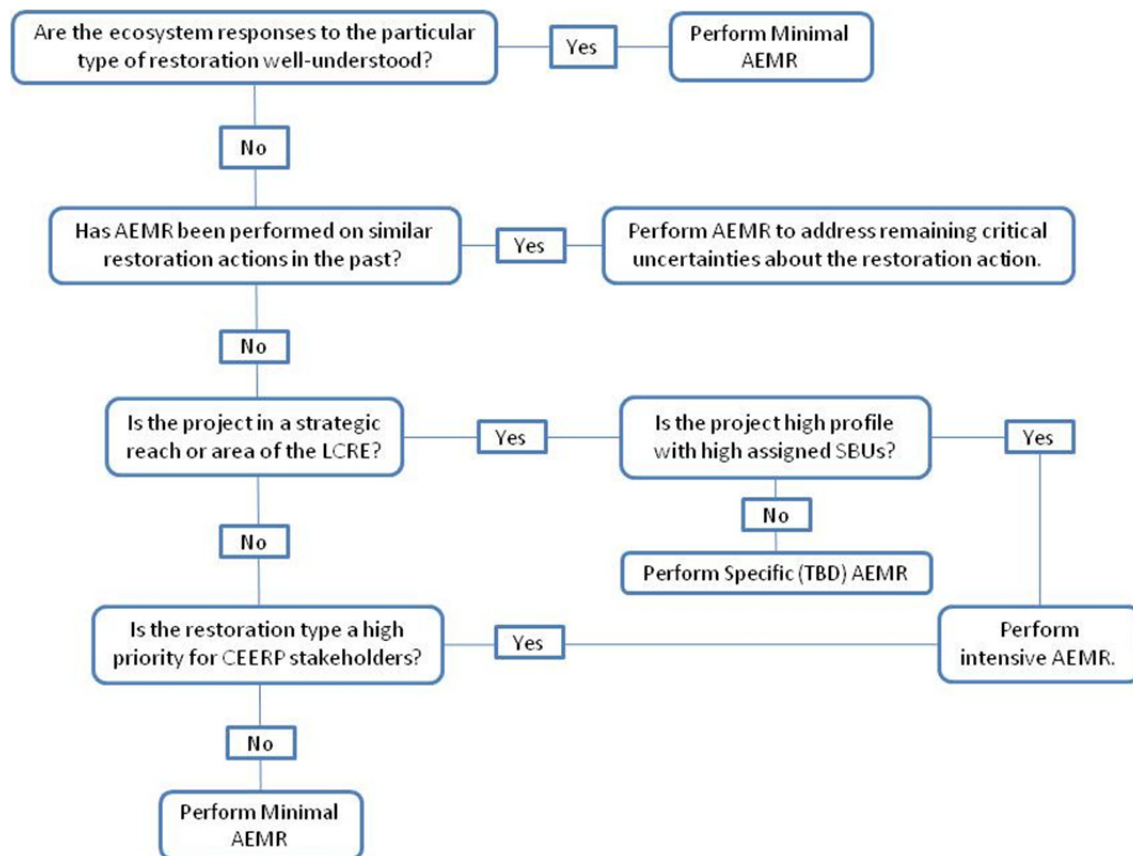 Are the ecosystem responses to the particular
type of restoration well-understood?
Yes
Perform Minimal
AEMR
No
Has AEMR been performed on similar
restoration actions in the past?
Yes
Perform AEMR to address remaining critical
uncertainties about the restoration action.
No
Is the project in a strategic
reach or area of the LCRE?
Yes
Is the project high profile
with high assigned SBUs?
Yes
No
No
Perform Specific (TBD) AEMR
Is the restoration type a high
priority for CEERP stakeholders?
Yes
Perform
intensive AEMR.
No
Perform Minimal
AEMR